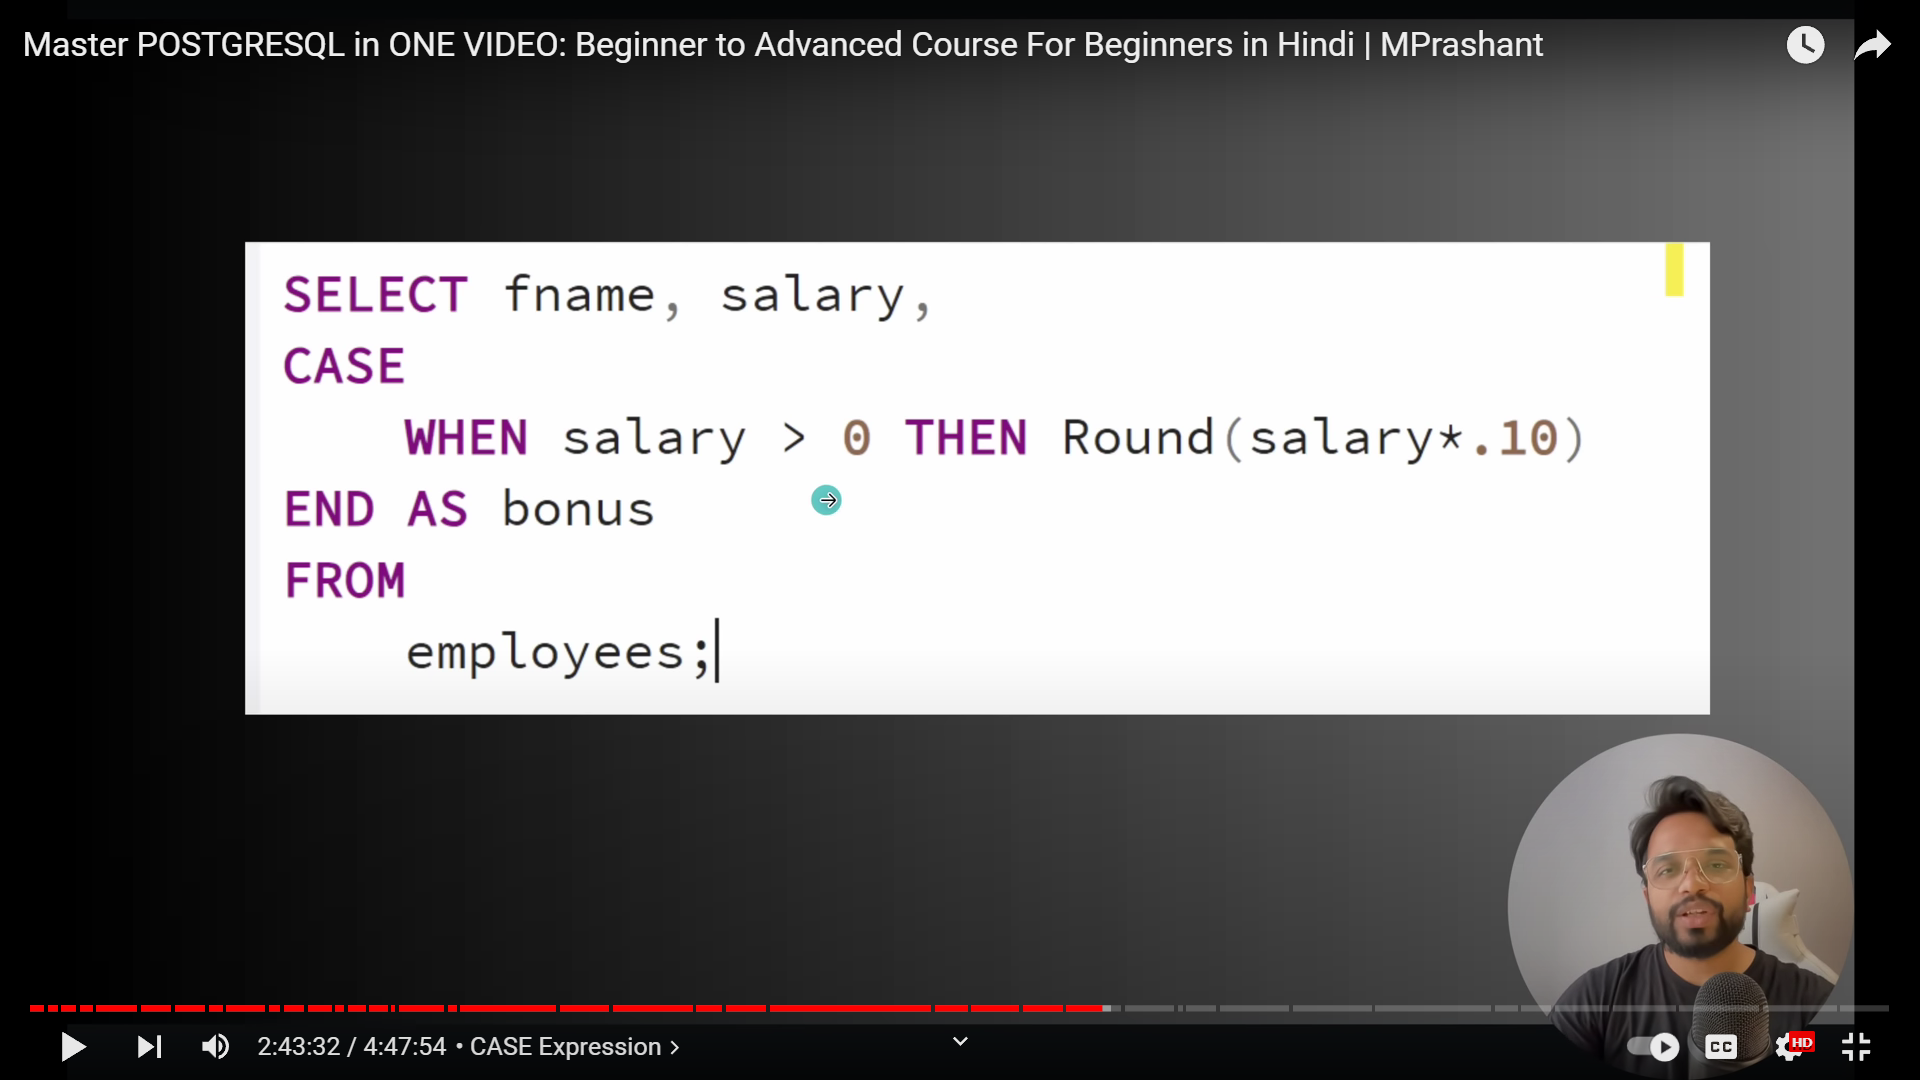 Master POSTGRESQL in ONE VIDEO: Beginner to Advanced Course For Beginners in Hindi | MPrashant
SELECT fname, salary,
CASE
WHEN salary > 0 THEN Round(salary*.10)
END AS bonus
FROM
employees;
2:43:32 / 4:47:54 • CASE Expression >
CC
HD